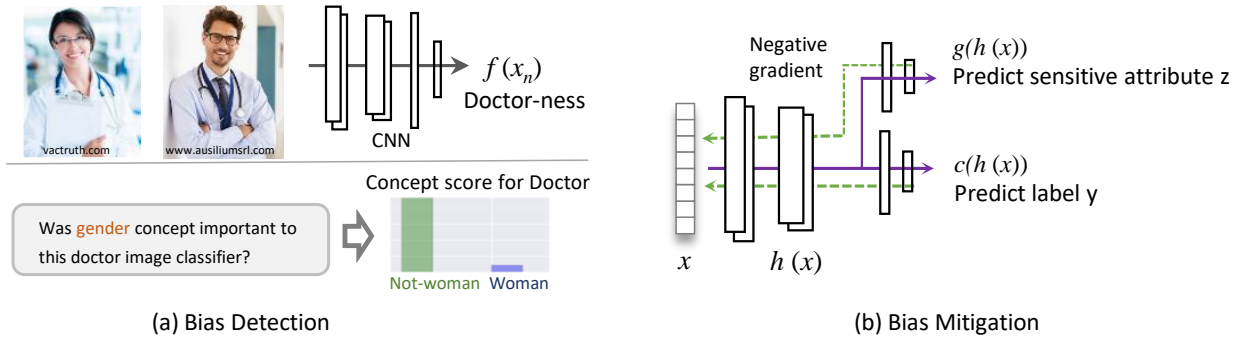 vactruth.com
www.ausiliumsrl.com
CNN
f (xₙ)
Doctor-ness
Concept score for Doctor
Was gender concept important to
this doctor image classifier?
Not-woman
Woman
(a) Bias Detection
Negative
gradient
g(h (x))
Predict sensitive attribute z
c(h (x))
Predict label y
x
h (x)
(b) Bias Mitigation